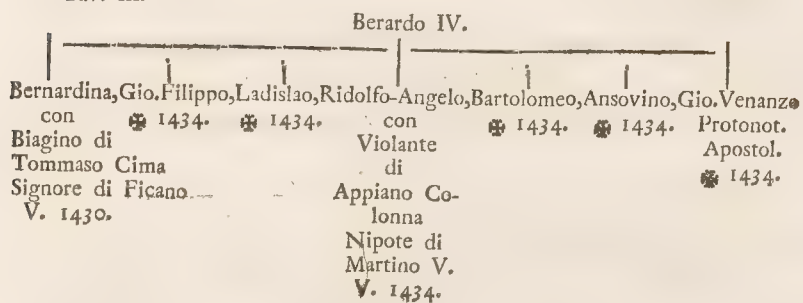 Berardo IV.
Bernardina, Gio. Filippo, Ladislao, Ridolfo-Angelo, Bartolomeo, Ansovino, Gio. Venanzo
con ✠ 1434. ✠ 1434. con ✠ 1434. ✠ 1434. Protonot.
Biagino di Violante Apostol.
Tommaso Cima di ✠ 1434.
Signore di Ficano Appiano Co-
V. 1430. lonna
Nipote di
Martino V.
V. 1434.